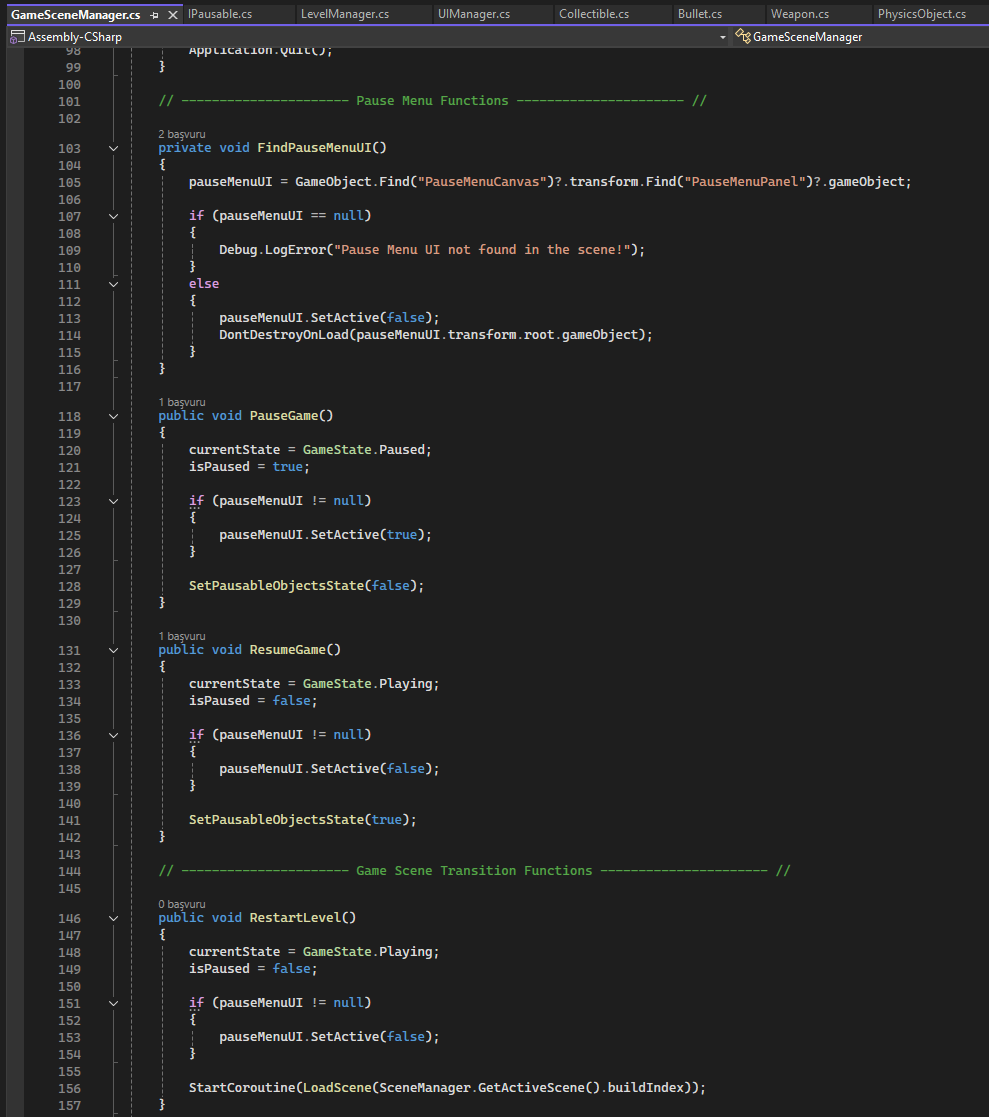 GameSceneManager.cs IPausable.cs LevelManager.cs UIManager.cs Collectible.cs Bullet.cs Weapon.cs PhysicsObject.cs
Assembly-CSharp GameSceneManager
98 Application.Quit();
99 }
100
101 // ---------------------- Pause Menu Functions ---------------------- //
102
2 başvuru
103 private void FindPauseMenuUI()
104 {
105 pauseMenuUI = GameObject.Find("PauseMenuCanvas")?.transform.Find("PauseMenuPanel")?.gameObject;
106
107 if (pauseMenuUI == null)
108 {
109 Debug.LogError("Pause Menu UI not found in the scene!");
110 }
111 else
112 {
113 pauseMenuUI.SetActive(false);
114 DontDestroyOnLoad(pauseMenuUI.transform.root.gameObject);
115 }
116 }
117
1 başvuru
118 public void PauseGame()
119 {
120 currentState = GameState.Paused;
121 isPaused = true;
122
123 if (pauseMenuUI != null)
124 {
125 pauseMenuUI.SetActive(true);
126 }
127
128 SetPausableObjectsState(false);
129 }
130
1 başvuru
131 public void ResumeGame()
132 {
133 currentState = GameState.Playing;
134 isPaused = false;
135
136 if (pauseMenuUI != null)
137 {
138 pauseMenuUI.SetActive(false);
139 }
140
141 SetPausableObjectsState(true);
142 }
143
144 // ---------------------- Game Scene Transition Functions ---------------------- //
145
0 başvuru
146 public void RestartLevel()
147 {
148 currentState = GameState.Playing;
149 isPaused = false;
150
151 if (pauseMenuUI != null)
152 {
153 pauseMenuUI.SetActive(false);
154 }
155
156 StartCoroutine(LoadScene(SceneManager.GetActiveScene().buildIndex));
157 }